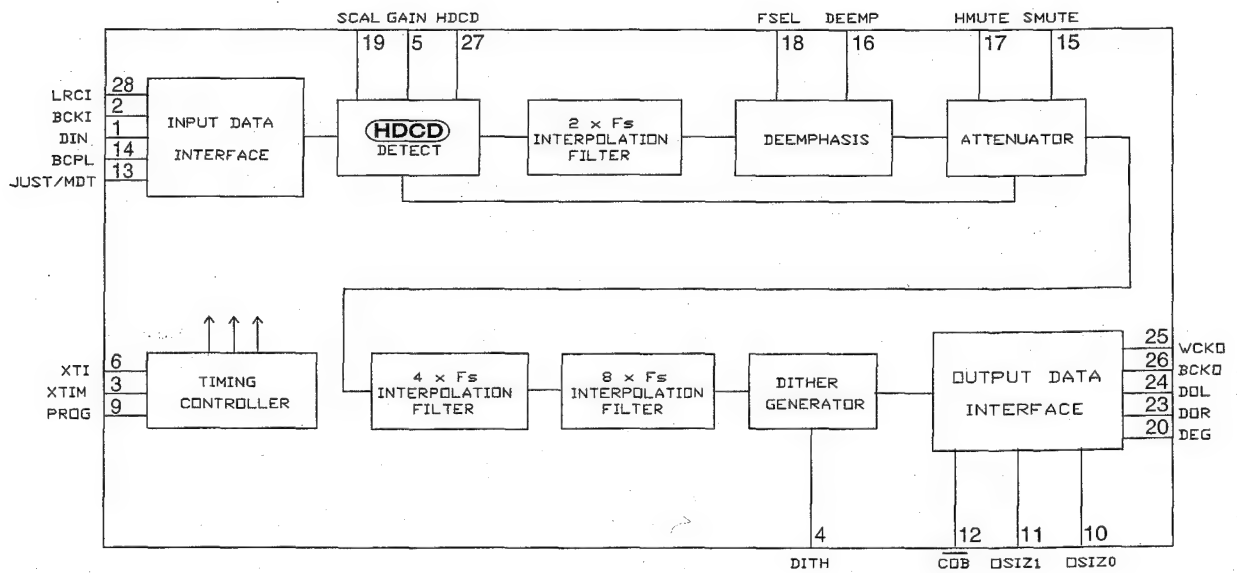 SCAL GAIN HDCD
FSEL DEEMP
HMUTE SMUTE
19 5 27
18 16
17 15
LRCI 28
BCKI 2
DIN 1
BCPL 14
JUST/MDT 13
INPUT DATA
INTERFACE
HDCD
DETECT
2 x Fs
INTERPOLATION
FILTER
DEEMPHASIS
ATTENUATOR
XTI 6
XTIM 3
PROG 9
TIMING
CONTROLLER
4 x Fs
INTERPOLATION
FILTER
8 x Fs
INTERPOLATION
FILTER
DITHER
GENERATOR
OUTPUT DATA
INTERFACE
25 WCKO
26 BCKO
24 DOL
23 DOR
20 DEG
4
12 11 10
DITH
COB OSIZ1 OSIZ0